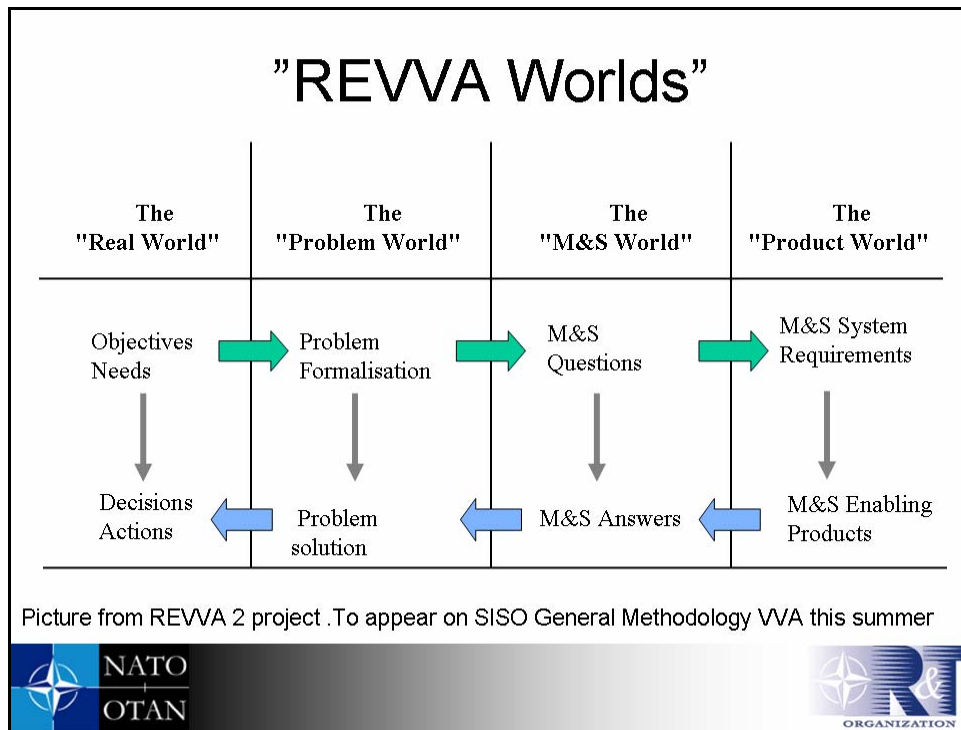 ”REVVA Worlds”
The
"Real World"
The
"Problem World"
The
"M&S World"
The
"Product World"
Objectives
Needs
Problem
Formalisation
M&S
Questions
M&S System
Requirements
Decisions
Actions
Problem
solution
M&S Answers
M&S Enabling
Products
Picture from REVVA 2 project .To appear on SISO General Methodology VVA this summer
NATO
OTAN
R&T
ORGANIZATION